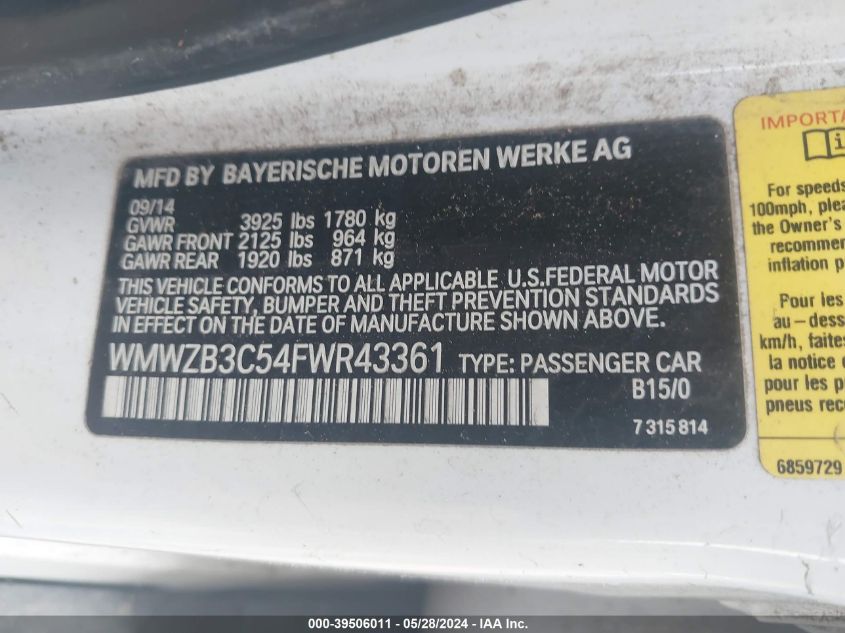 MFD BY BAYERISCHE MOTOREN WERKE AG
09/14
GVWR 3925 lbs 1780 kg
GAWR FRONT 2125 lbs 964 kg
GAWR REAR 1920 lbs 871 kg
THIS VEHICLE CONFORMS TO ALL APPLICABLE U.S.FEDERAL MOTOR
VEHICLE SAFETY, BUMPER AND THEFT PREVENTION STANDARDS
IN EFFECT ON THE DATE OF MANUFACTURE SHOWN ABOVE.
WMWZB3C54FWR43361 TYPE: PASSENGER CAR
B15/0
7 315 814
IMPORTA
i
For speeds
100mph, plea
the Owner's
recommen
inflation p
Pour les
au-dess
km/h, faites
la notice
pour les p
pneus rec
6859729
000-39506011 - 05/28/2024 - IAA Inc.